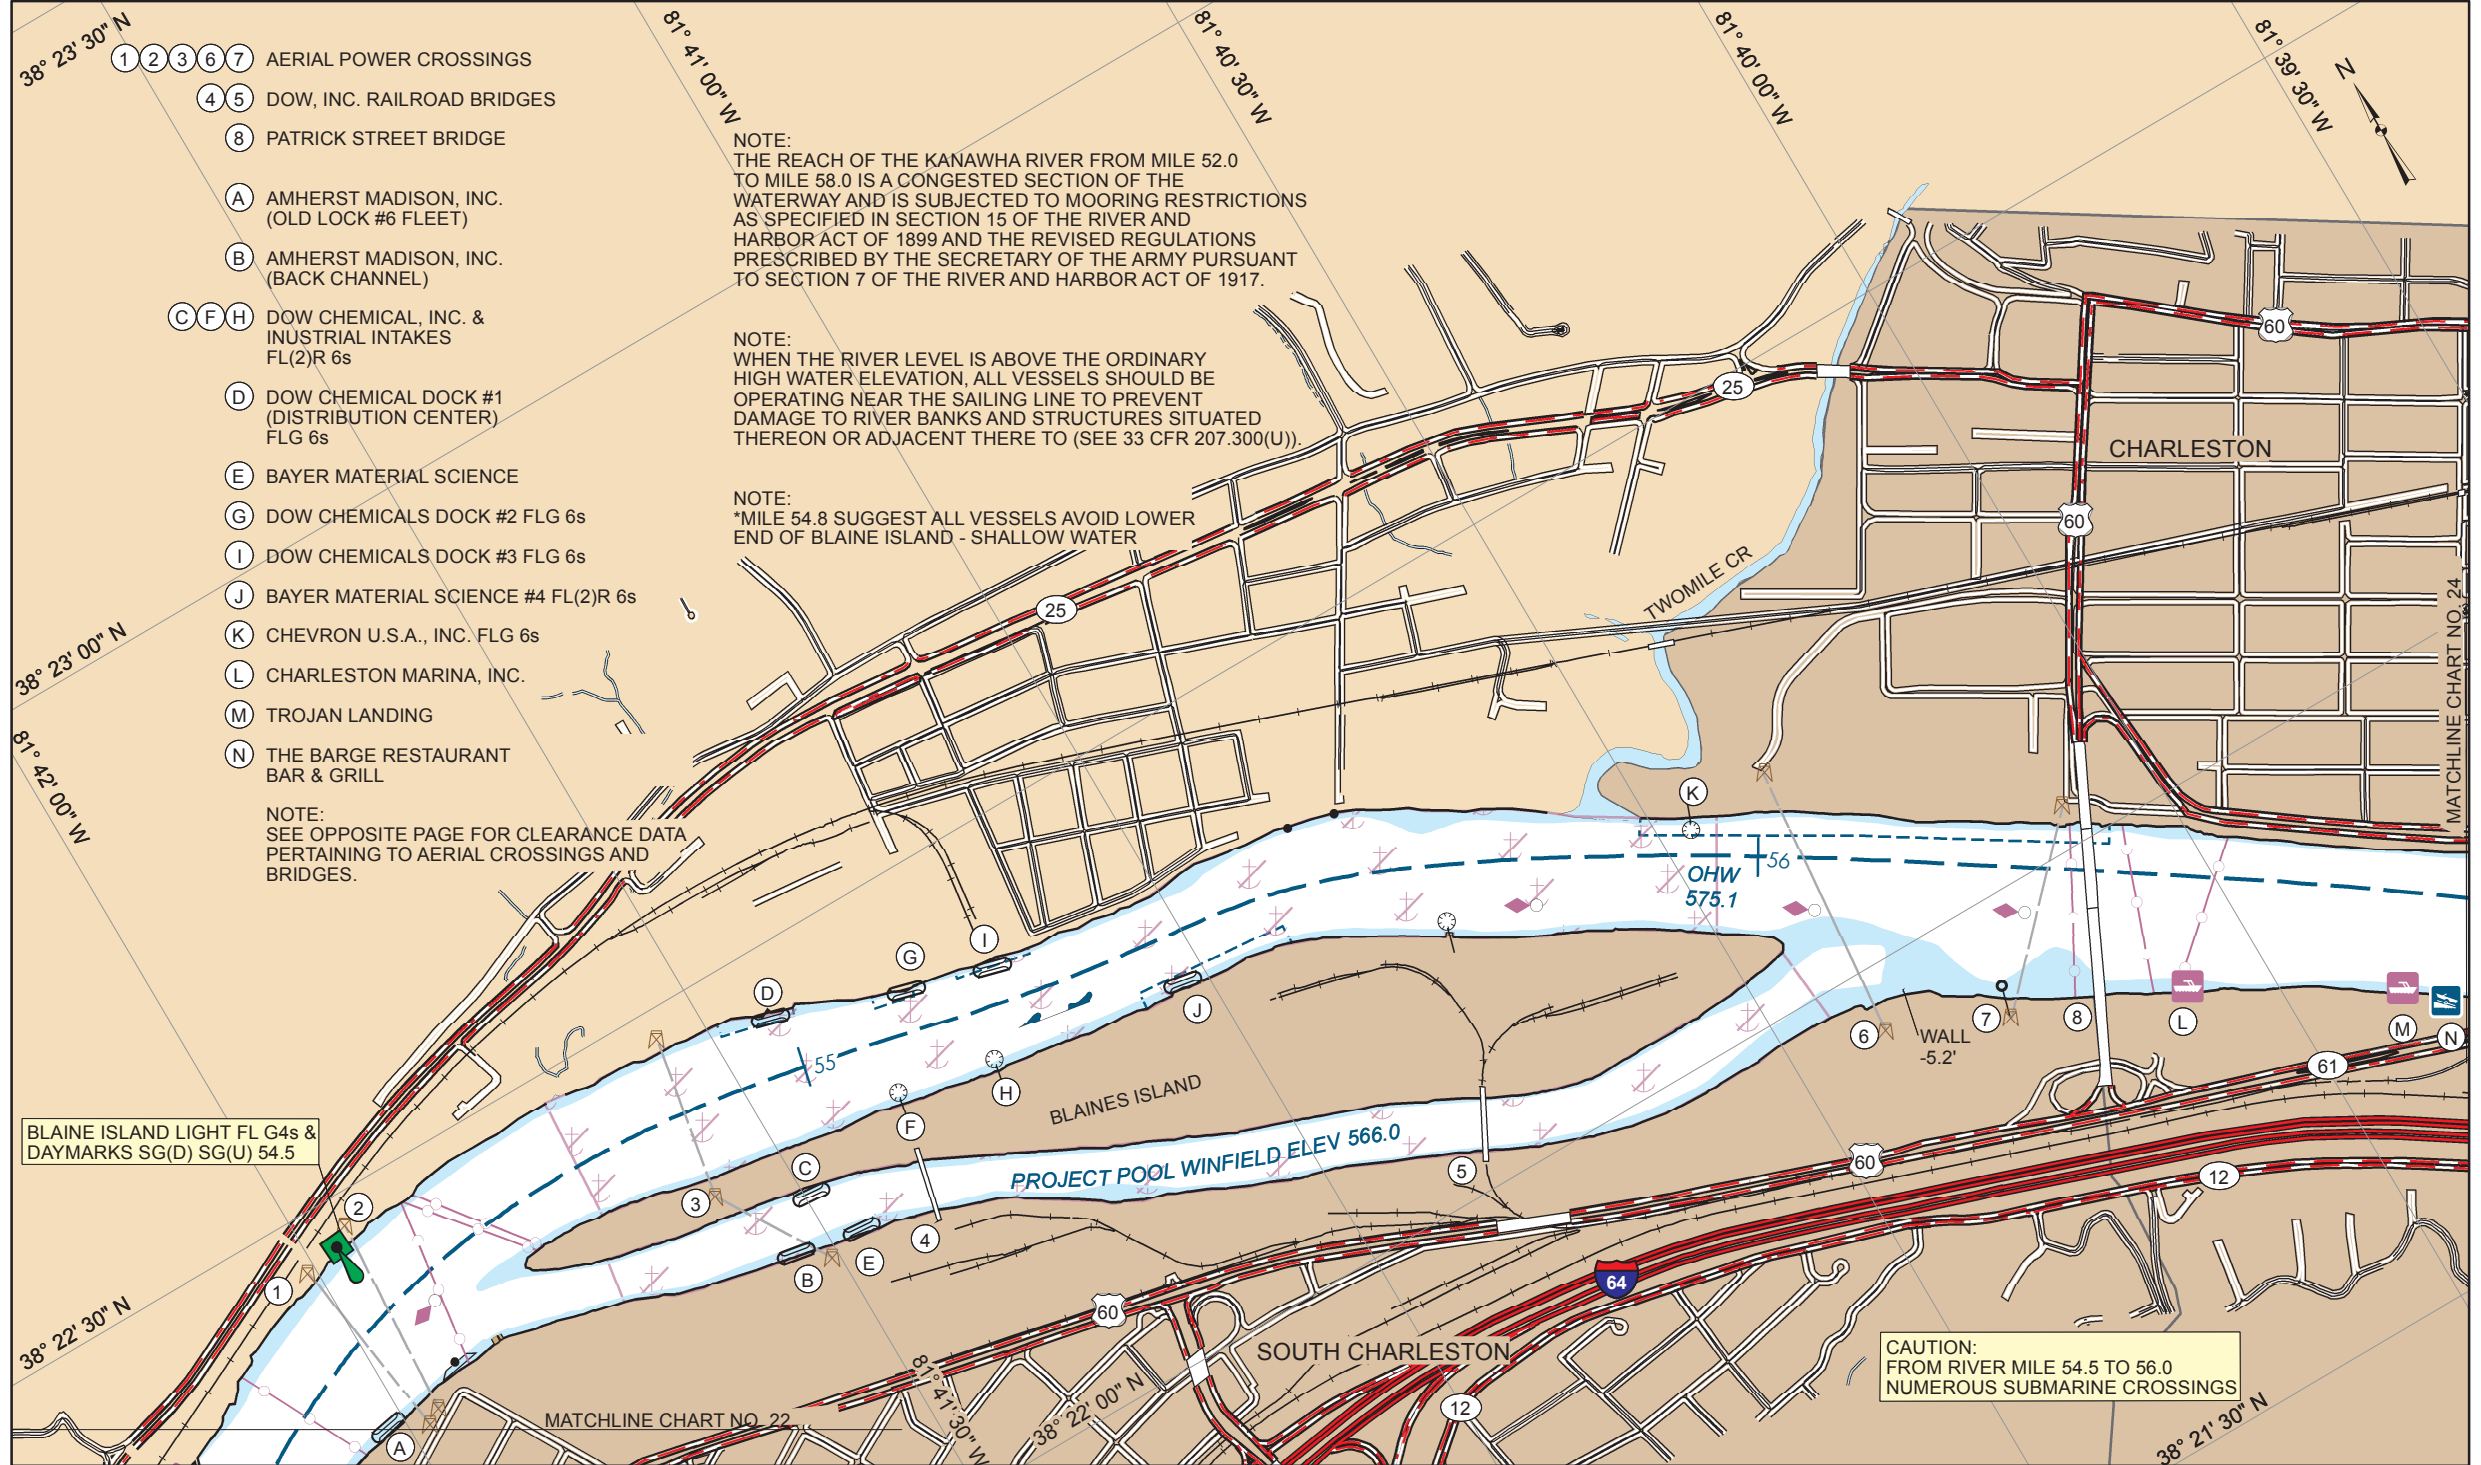 38° 23' 30" N
81° 41' 00" W
81° 40' 30" W
81° 40' 00" W
81° 39' 30" W
N
1 2 3 6 7 AERIAL POWER CROSSINGS
4 5 DOW, INC. RAILROAD BRIDGES
8 PATRICK STREET BRIDGE
A AMHERST MADISON, INC.
(OLD LOCK #6 FLEET)
B AMHERST MADISON, INC.
(BACK CHANNEL)
C F H DOW CHEMICAL, INC. &
INUSTRIAL INTAKES
FL(2)R 6s
D DOW CHEMICAL DOCK #1
(DISTRIBUTION CENTER)
FLG 6s
E BAYER MATERIAL SCIENCE
G DOW CHEMICALS DOCK #2 FLG 6s
I DOW CHEMICALS DOCK #3 FLG 6s
J BAYER MATERIAL SCIENCE #4 FL(2)R 6s
K CHEVRON U.S.A., INC. FLG 6s
L CHARLESTON MARINA, INC.
M TROJAN LANDING
N THE BARGE RESTAURANT
BAR & GRILL
NOTE:
SEE OPPOSITE PAGE FOR CLEARANCE DATA
PERTAINING TO AERIAL CROSSINGS AND
BRIDGES.
NOTE:
THE REACH OF THE KANAWHA RIVER FROM MILE 52.0
TO MILE 58.0 IS A CONGESTED SECTION OF THE
WATERWAY AND IS SUBJECTED TO MOORING RESTRICTIONS
AS SPECIFIED IN SECTION 15 OF THE RIVER AND
HARBOR ACT OF 1899 AND THE REVISED REGULATIONS
PRESCRIBED BY THE SECRETARY OF THE ARMY PURSUANT
TO SECTION 7 OF THE RIVER AND HARBOR ACT OF 1917.
NOTE:
WHEN THE RIVER LEVEL IS ABOVE THE ORDINARY
HIGH WATER ELEVATION, ALL VESSELS SHOULD BE
OPERATING NEAR THE SAILING LINE TO PREVENT
DAMAGE TO RIVER BANKS AND STRUCTURES SITUATED
THEREON OR ADJACENT THERE TO (SEE 33 CFR 207.300(U)).
NOTE:
*MILE 54.8 SUGGEST ALL VESSELS AVOID LOWER
END OF BLAINE ISLAND - SHALLOW WATER
60
25
CHARLESTON
60
TWOMILE CR
25
MATCHLINE CHART NO. 24
38° 23' 00" N
81° 42' 00" W
K
56
OHW
575.1
I
G
D
J
55
H
F
BLAINES ISLAND
6
WALL
-5.2'
7
8
L
M
N
61
BLAINE ISLAND LIGHT FL G4s &
DAYMARKS SG(D) SG(U) 54.5
PROJECT POOL WINFIELD ELEV 566.0
5
60
12
C
3
2
4
E
B
1
64
60
38° 22' 30" N
SOUTH CHARLESTON
CAUTION:
FROM RIVER MILE 54.5 TO 56.0
NUMEROUS SUBMARINE CROSSINGS
MATCHLINE CHART NO. 22
A
81° 41' 30" W
38° 22' 00" N
12
38° 21' 30" N